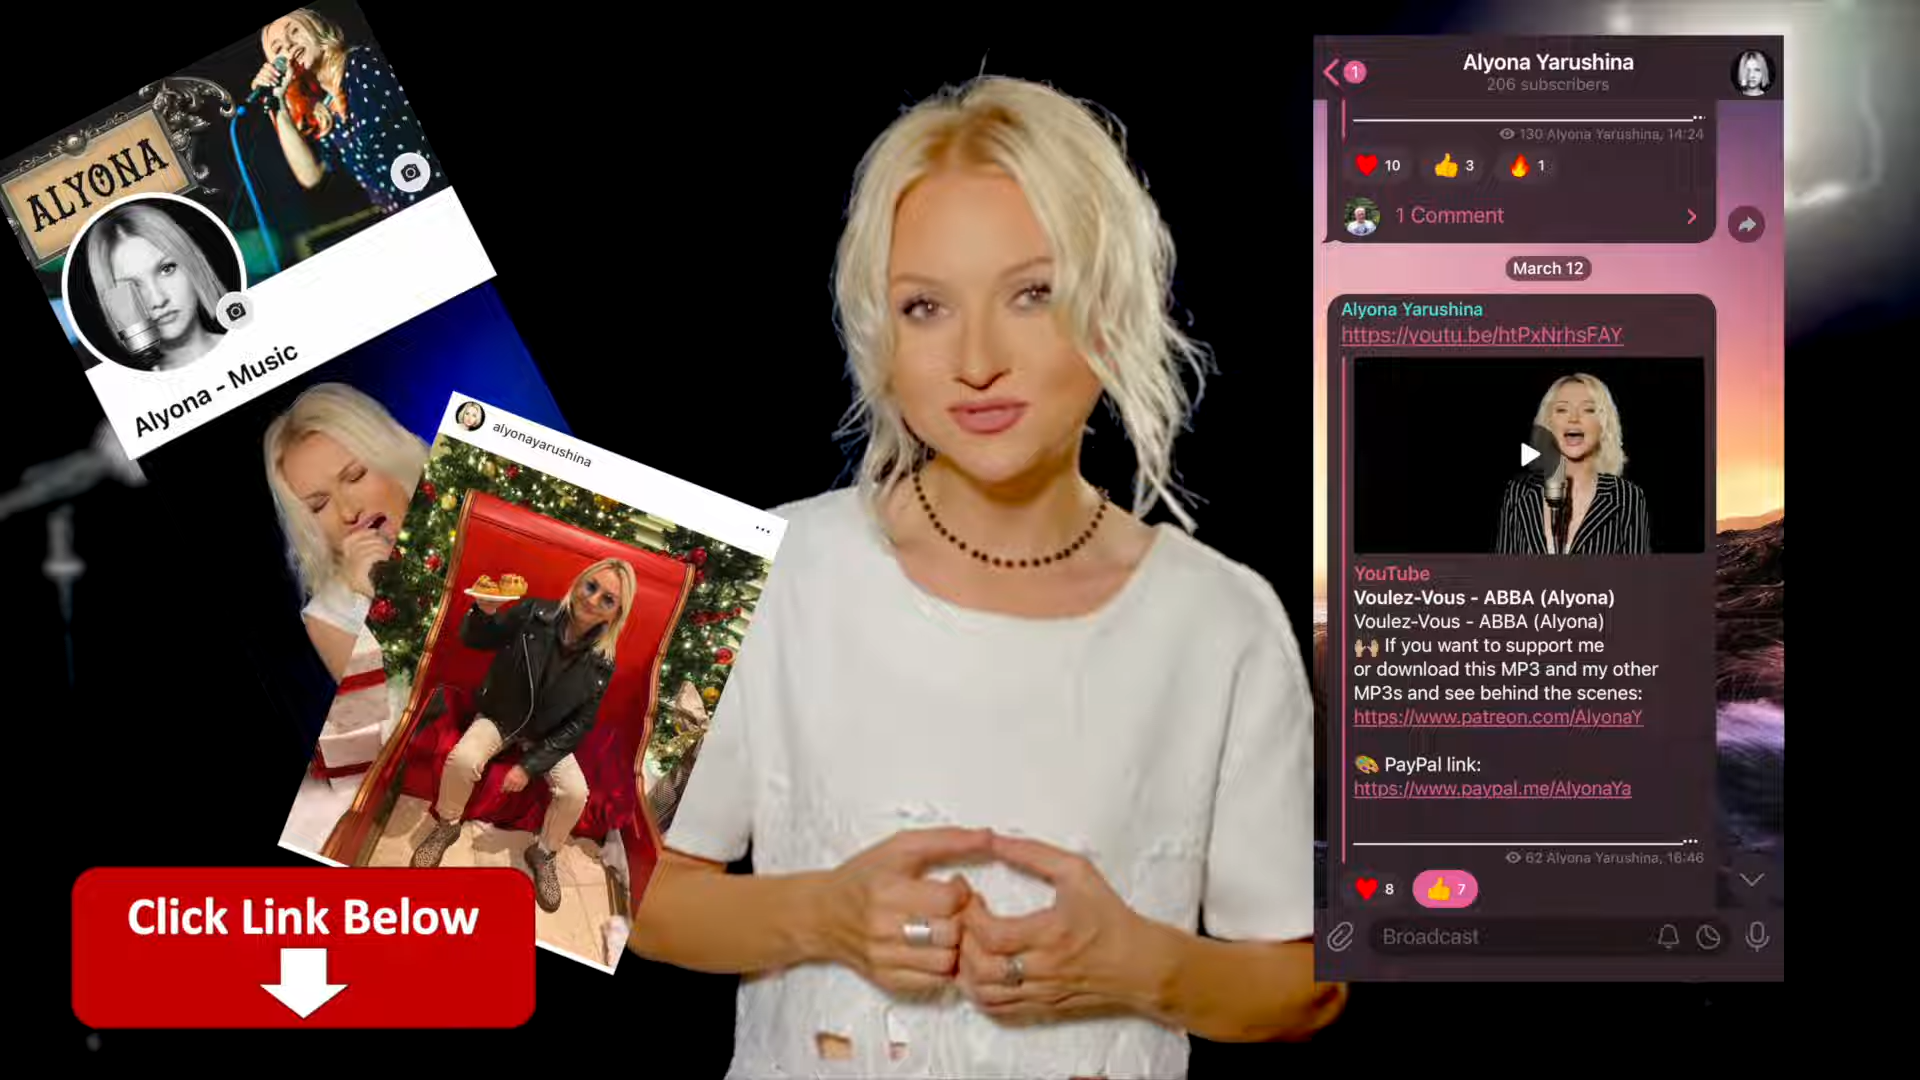 ALYONA
Alyona - Music
alyonayarushina
Click Link Below
1
Alyona Yarushina
206 subscribers
130 Alyona Yarushina, 14:24
10
3
1
1 Comment
March 12
Alyona Yarushina
https://youtu.be/htPxNrhsFAY
YouTube
Voulez-Vous - ABBA (Alyona)
Voulez-Vous - ABBA (Alyona)
🙌🏼 If you want to support me
or download this MP3 and my other
MP3s and see behind the scenes:
https://www.patreon.com/AlyonaY
🎨 PayPal link:
https://www.paypal.me/AlyonaYa
62 Alyona Yarushina, 16:46
8
7
Broadcast